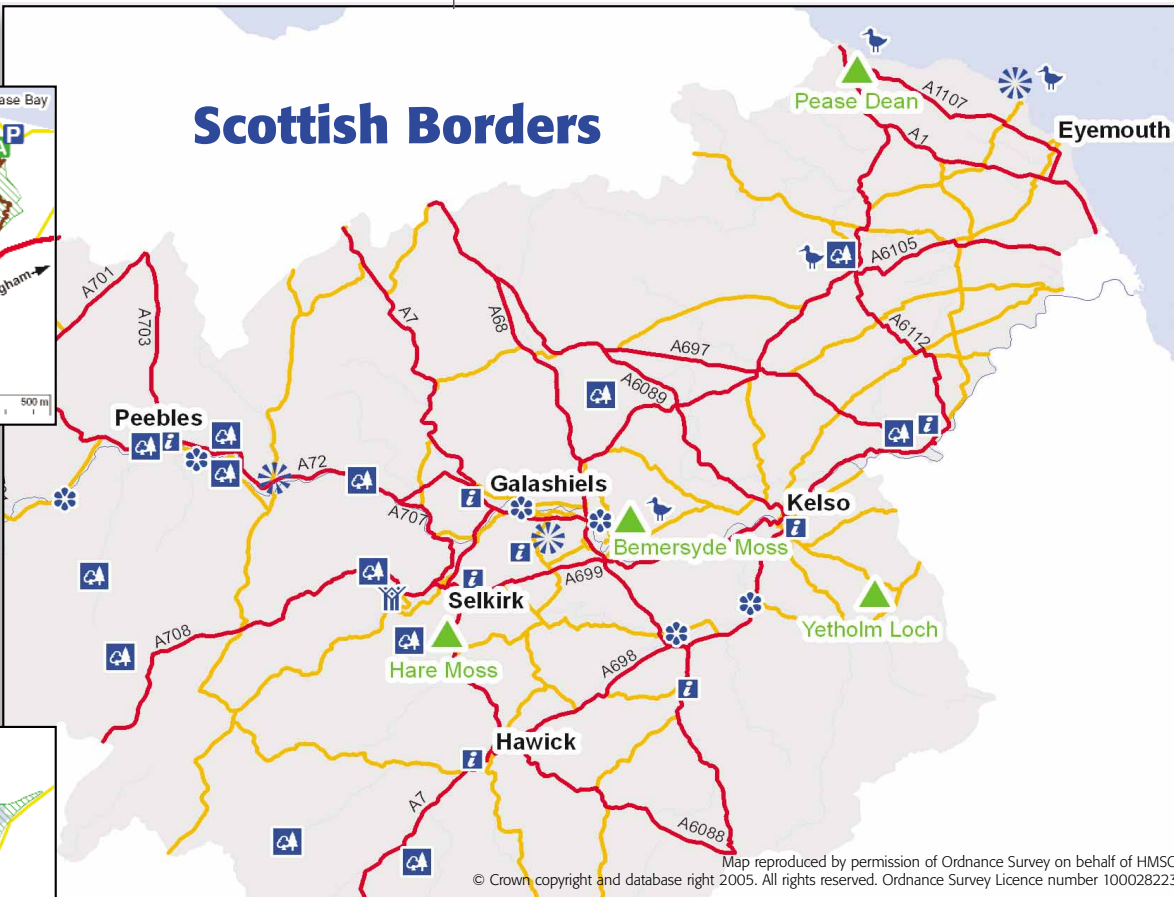 Scottish Borders
ase Bay
P
Pease Dean
A1107
A1
Eyemouth
gham
A6105
A701
A703
A7
A68
A6112
A697
A6089
500 m
Peebles
i
i
A72
Galashiels
i
A707
Kelso
i
Bemersyde Moss
i
i
A699
Selkirk
Yetholm Loch
A708
Hare Moss
A698
i
Hawick
i
A7
A6088
Map reproduced by permission of Ordnance Survey on behalf of HMSO
© Crown copyright and database right 2005. All rights reserved. Ordnance Survey Licence number 100028223